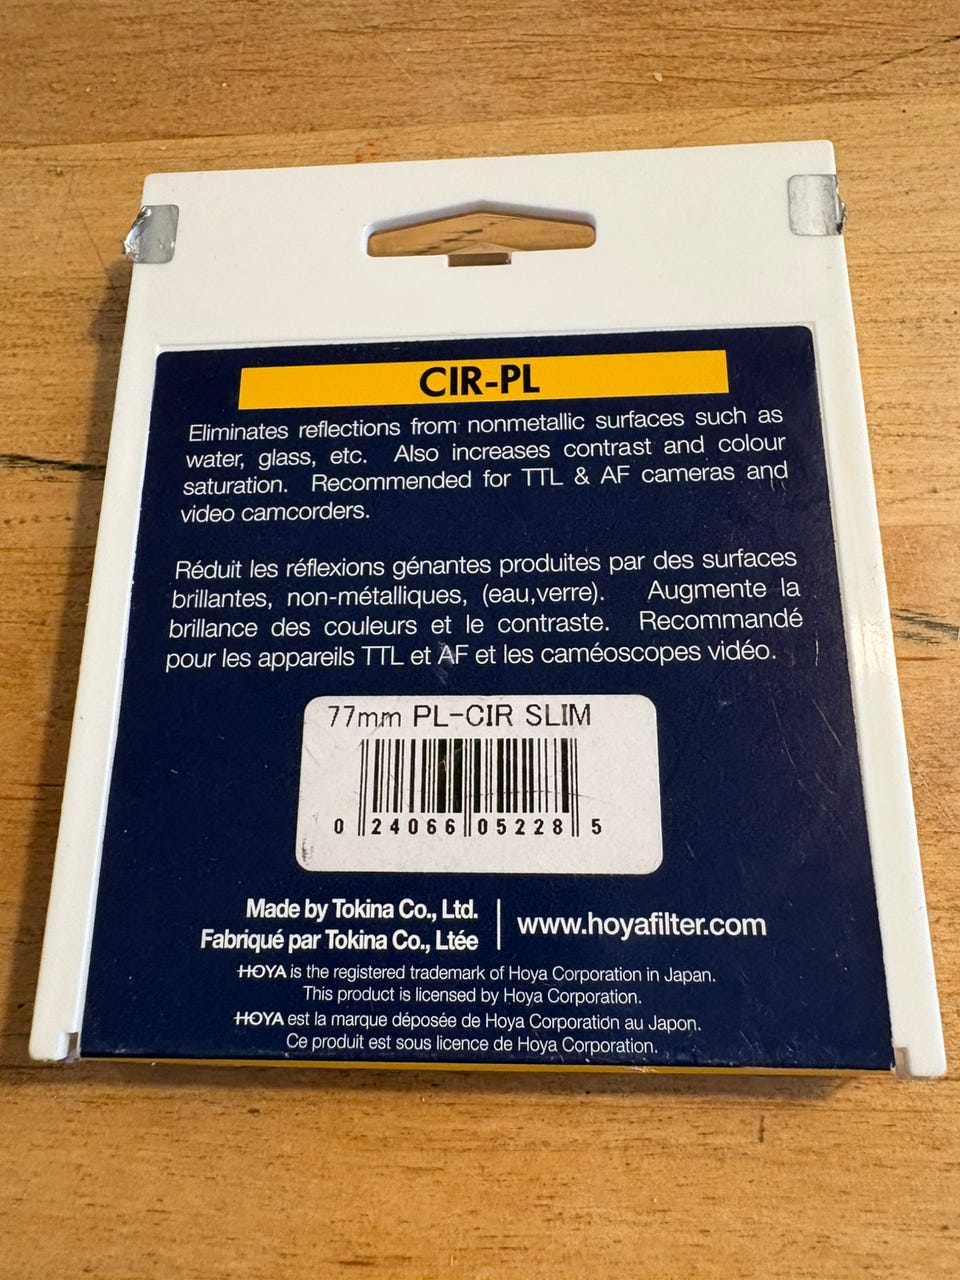 CIR-PL
Eliminates reflections from nonmetallic surfaces such as
water, glass, etc. Also increases contrast and colour
saturation. Recommended for TTL & AF cameras and
video camcorders.
Réduit les réflexions génantes produites par des surfaces
brillantes, non-métalliques, (eau,verre). Augmente la
brillance des couleurs et le contraste. Recommandé
pour les appareils TTL et AF et les caméoscopes vidéo.
77mm PL-CIR SLIM
0 24066 05228 5
Made by Tokina Co., Ltd.
Fabriqué par Tokina Co., Ltée
www.hoyafilter.com
HOYA is the registered trademark of Hoya Corporation in Japan.
This product is licensed by Hoya Corporation.
HOYA est la marque déposée de Hoya Corporation au Japon.
Ce produit est sous licence de Hoya Corporation.